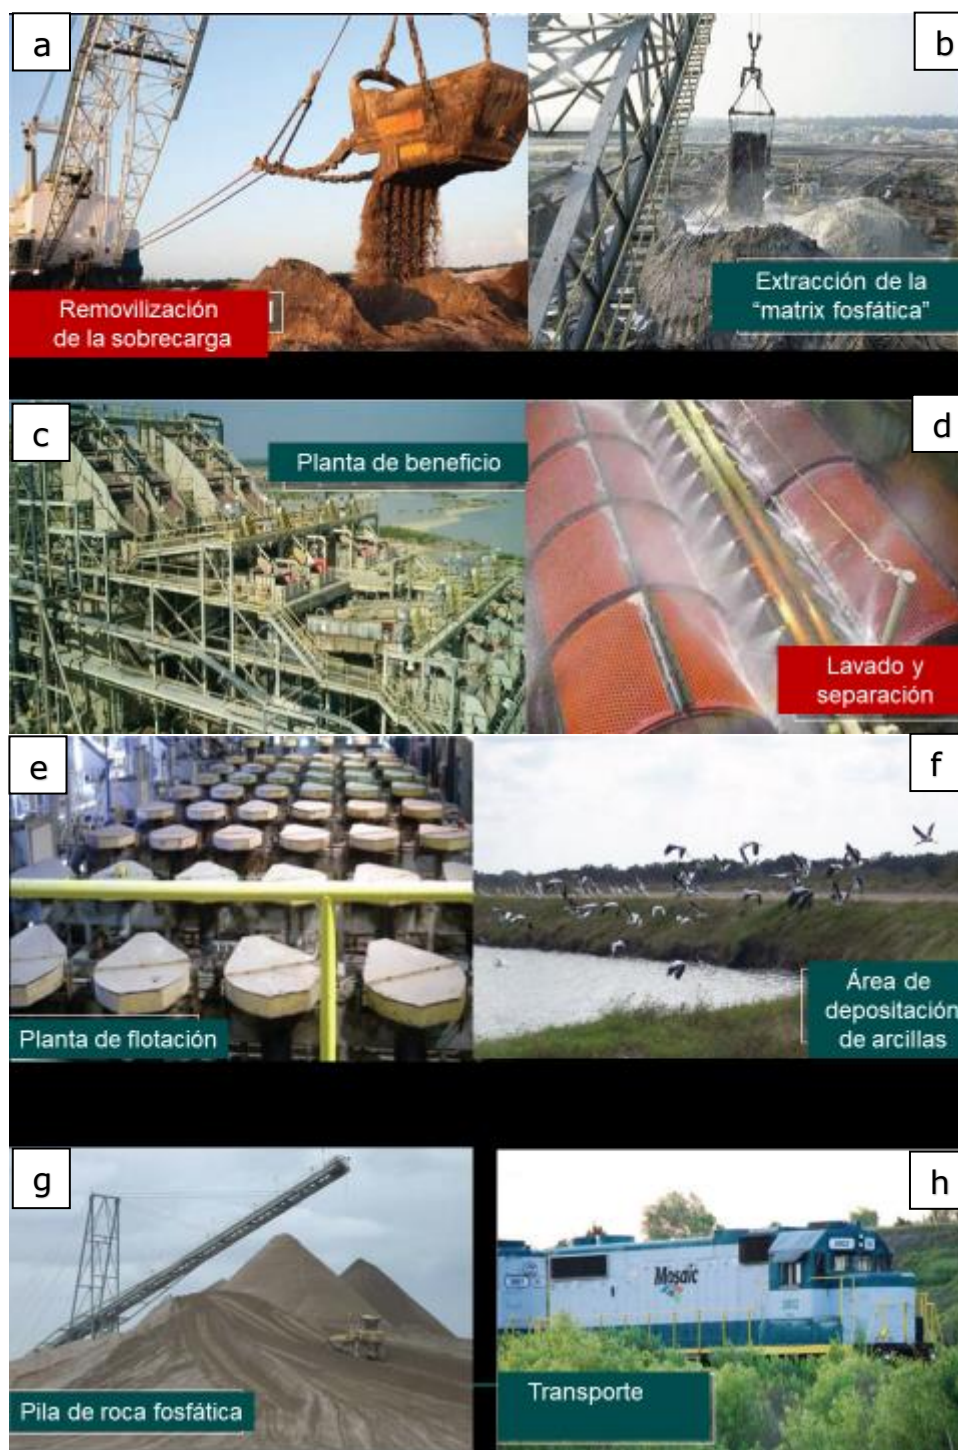 a
b
Removilización
de la sobrecarga
Extracción de la
“matrix fosfática”
c
d
Planta de beneficio
Lavado y
separación
e
f
Planta de flotación
Área de
depositación
de arcillas
g
h
Mosaic
Pila de roca fosfática
Transporte